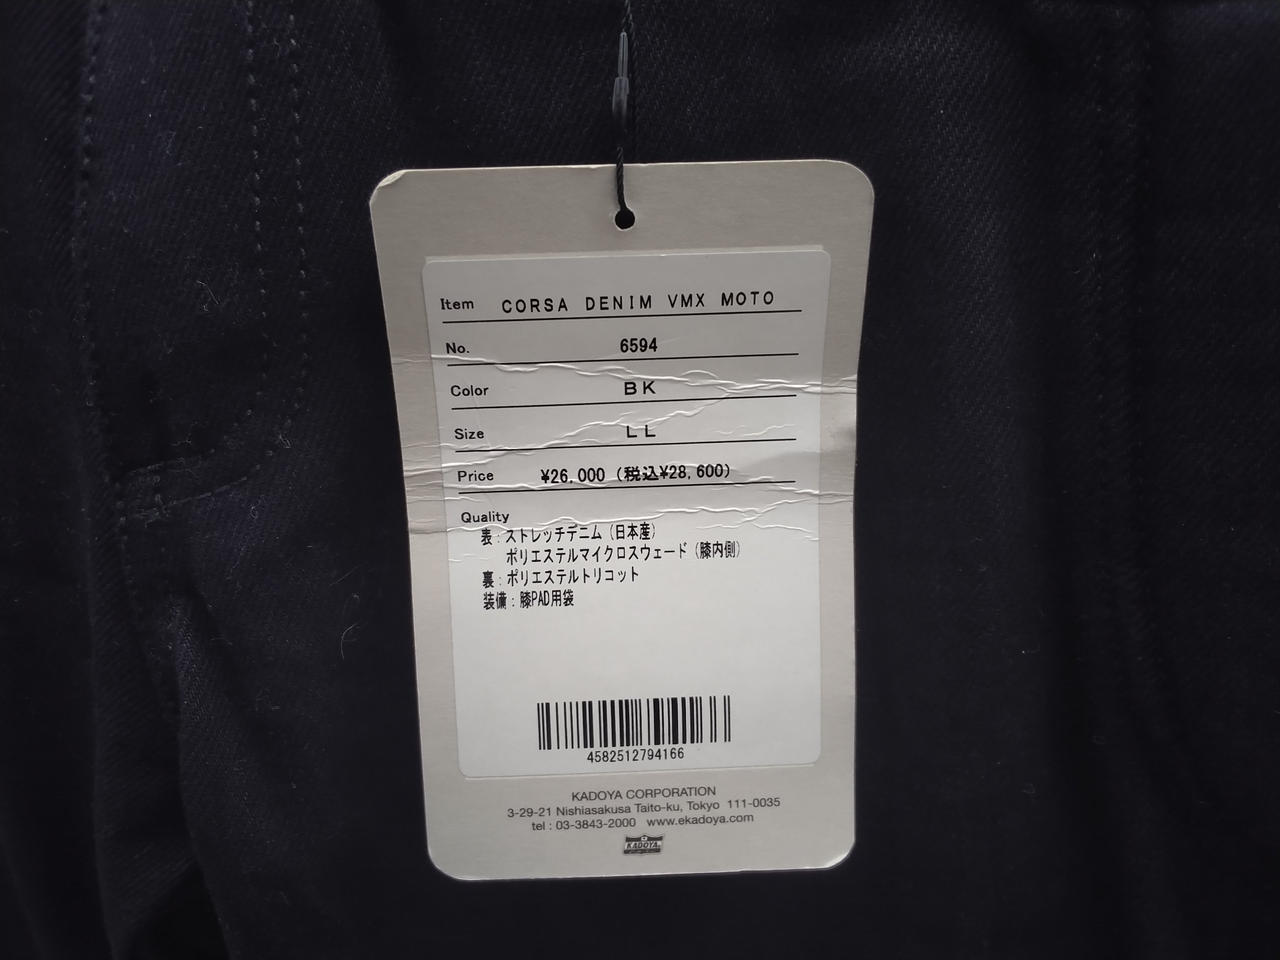 Item CORSA DENIM VMX MOTO
No. 6594
Color BK
Size LL
Price ¥26,000 (税込¥28,600)
Quality
表:ストレッチデニム(日本産)
ポリエステルマイクロスウェード(膝内側)
裏:ポリエステルトリコット
装備:膝PAD用袋
4582512794166
KADOYA CORPORATION
3-29-21 Nishiasakusa Taito-ku, Tokyo 111-0035
tel : 03-3843-2000 www.ekadoya.com
KADOYA